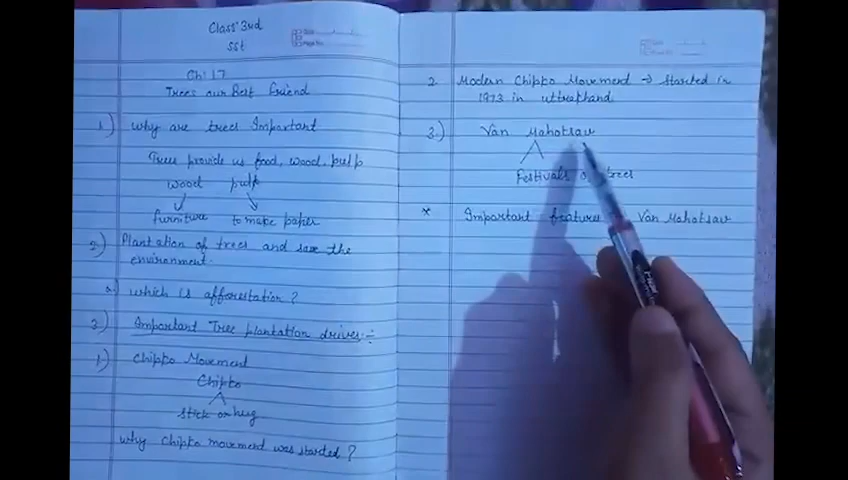 Class 3rd
SSt
Ch: 17
Trees our Best friend
1) why are trees Important
Trees provide us food, wood, pulp
wood pulp
furniture to make paper
2) Plantation of trees and save the
environment.
a) which is afforestation ?
3) Important Tree plantation drives :-
1) Chipko Movement
Chipko
stick or hug
why Chipko movement was started ?
2. Modern Chipko Movement → Started in
1973 in uttrakhand
3.) Van Mahotsav
Festivals of trees
* Important features Van Mahotsav